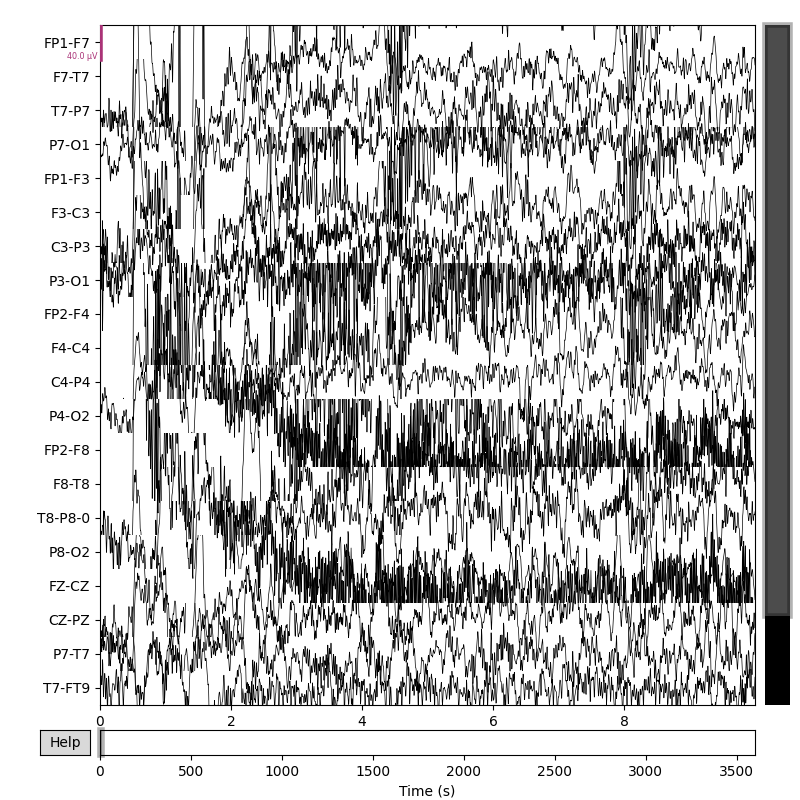 FP1-F7
40.0 µV
F7-T7
T7-P7
P7-O1
FP1-F3
F3-C3
C3-P3
P3-O1
FP2-F4
F4-C4
C4-P4
P4-O2
FP2-F8
F8-T8
T8-P8-0
P8-O2
FZ-CZ
CZ-PZ
P7-T7
T7-FT9
0 2 4 6 8
Help
0 500 1000 1500 2000 2500 3000 3500
Time (s)